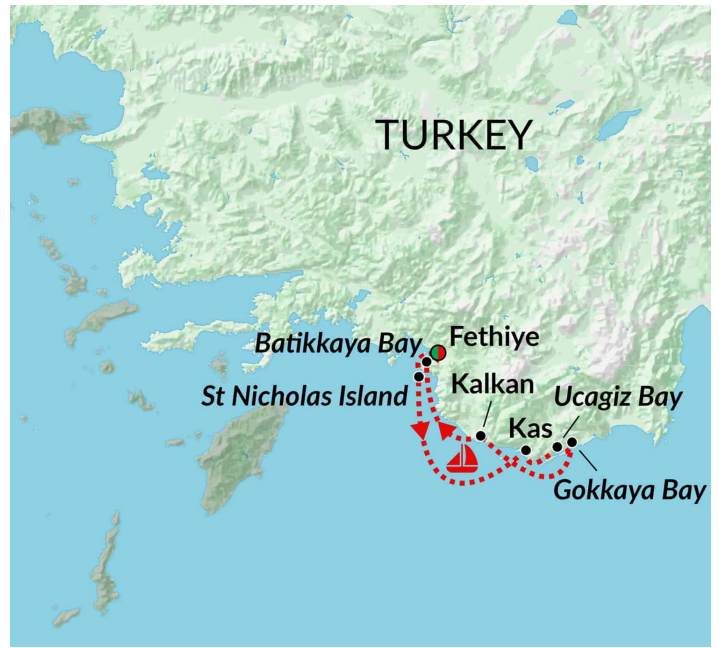 TURKEY
Fethiye
Batikkaya Bay
Kalkan
St Nicholas Island
Ucagiz Bay
Kas
Gokkaya Bay